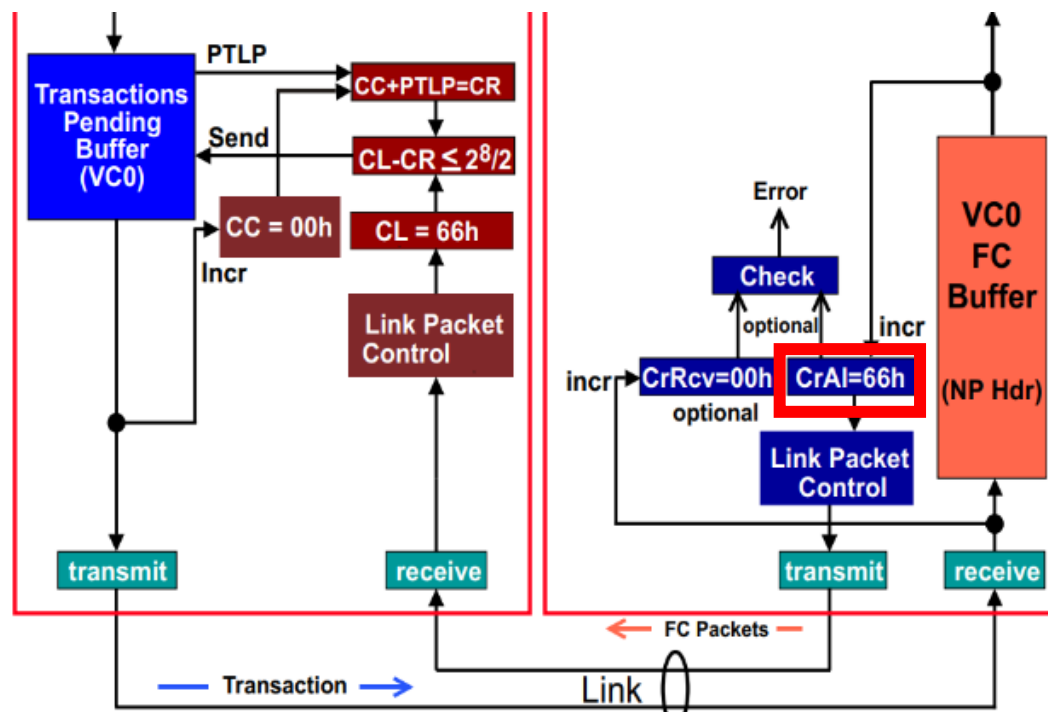 PTLP
Transactions
Pending
Buffer
(VC0)
CC+PTLP=CR
Send
CL-CR ≤ 2⁸/2
CC = 00h
CL = 66h
Incr
Link Packet
Control
transmit
receive
Error
Check
optional
incr
incr
CrRcv=00h
CrAl=66h
optional
Link Packet
Control
VC0
FC
Buffer
(NP Hdr)
transmit
receive
FC Packets
Transaction
Link